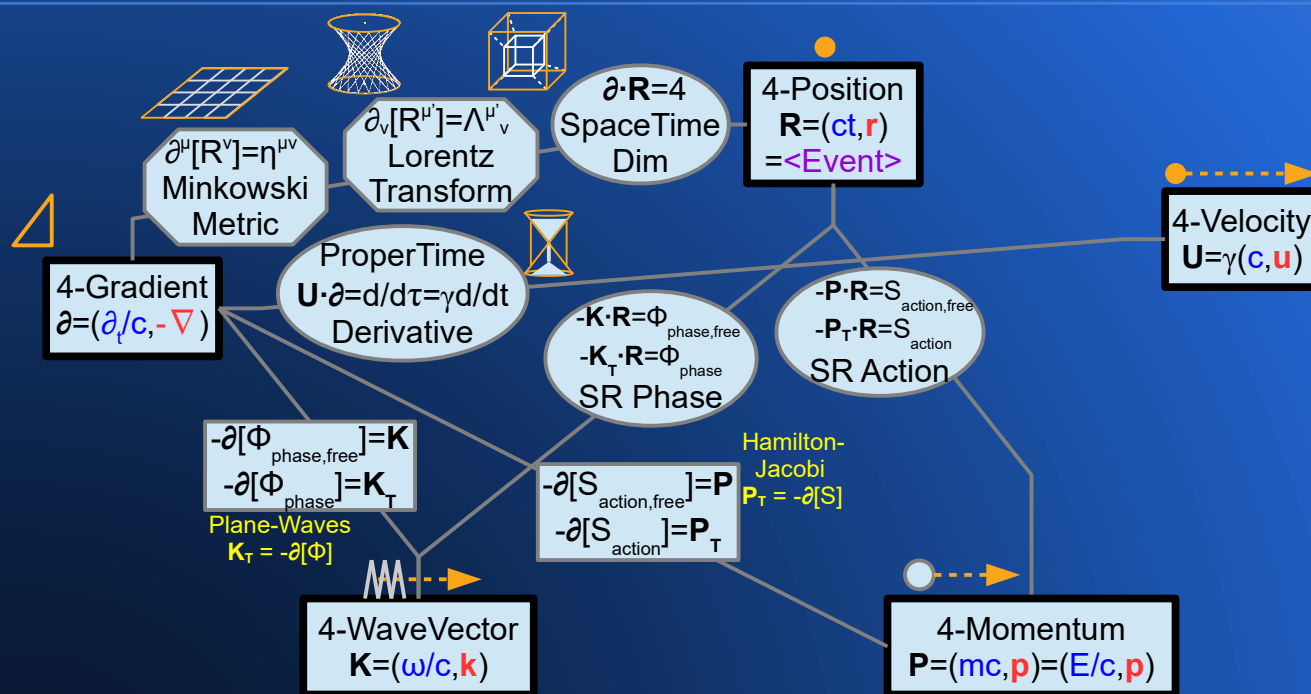 ∂·R=4
SpaceTime
Dim
4-Position
R=(ct,r)
=<Event>
∂ν[Rμ’]=Λμ’ν
Lorentz
Transform
∂μ[Rν]=ημν
Minkowski
Metric
4-Velocity
U=γ(c,u)
ProperTime
U·∂=d/dτ=γd/dt
Derivative
4-Gradient
∂=(∂t/c,-∇)
-K·R=Φphase,free
-KT·R=Φphase
SR Phase
-P·R=Saction,free
-PT·R=Saction
SR Action
-∂[Φphase,free]=K
-∂[Φphase]=KT
Plane-Waves
KT = -∂[Φ]
-∂[Saction,free]=P
-∂[Saction]=PT
Hamilton-
Jacobi
PT = -∂[S]
4-WaveVector
K=(ω/c,k)
4-Momentum
P=(mc,p)=(E/c,p)